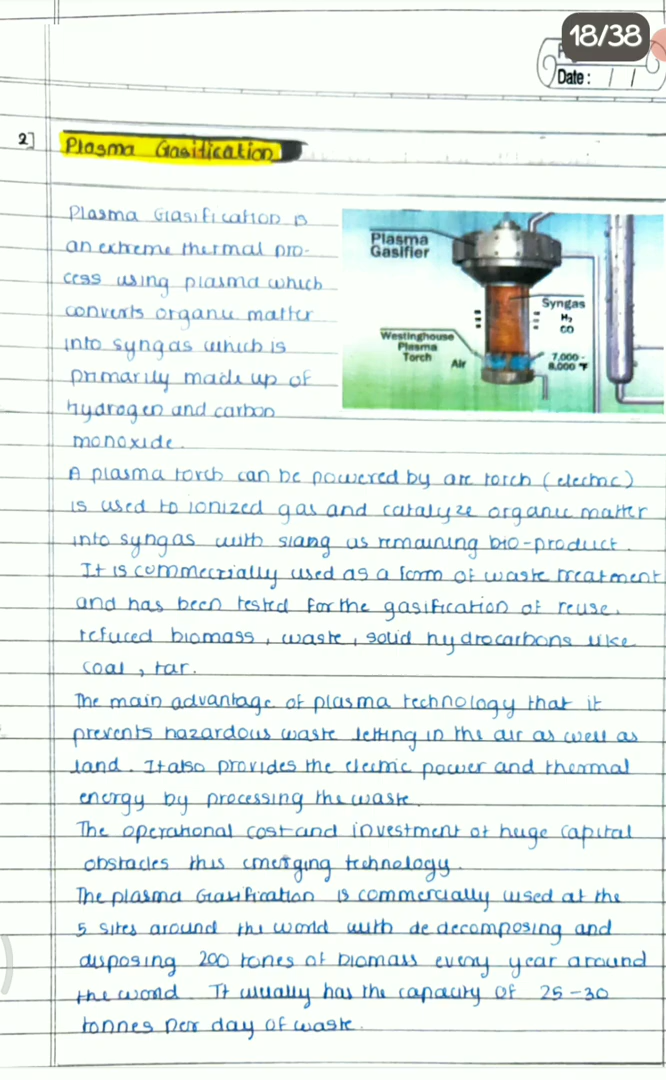 18/38
Date : / /
2]
Plasma Gasification
Plasma Gasification is
an extreme thermal pro-
cess using plasma which
converts organic matter
into syngas which is
primarily made up of
hydrogen and carbon
monoxide.
Plasma
Gasifier
Syngas
H₂
CO
Westinghouse
Plasma
Torch
Air
7,000 -
8,000 °F
A plasma torch can be powered by arc torch (electric)
is used to ionized gas and catalyze organic matter
into syngas with slang us remaining bio-product.
It is commecrially used as a form of waste treatment
and has been tested for the gasification of reuse.
refuced biomass, waste, solid hydrocarbons like
coal, tar.
The main advantage of plasma technology that it
prevents hazardous waste letting in the air as well as
land. It also provides the electric power and thermal
energy by processing the waste.
The operational cost and investment of huge capital
obstacles this emerging technology.
The plasma Gasification is commercially used at the
5 sites around the world with de decomposing and
disposing 200 tones of biomass every year around
the world. It usually has the capacity of 25-30
tonnes per day of waste.